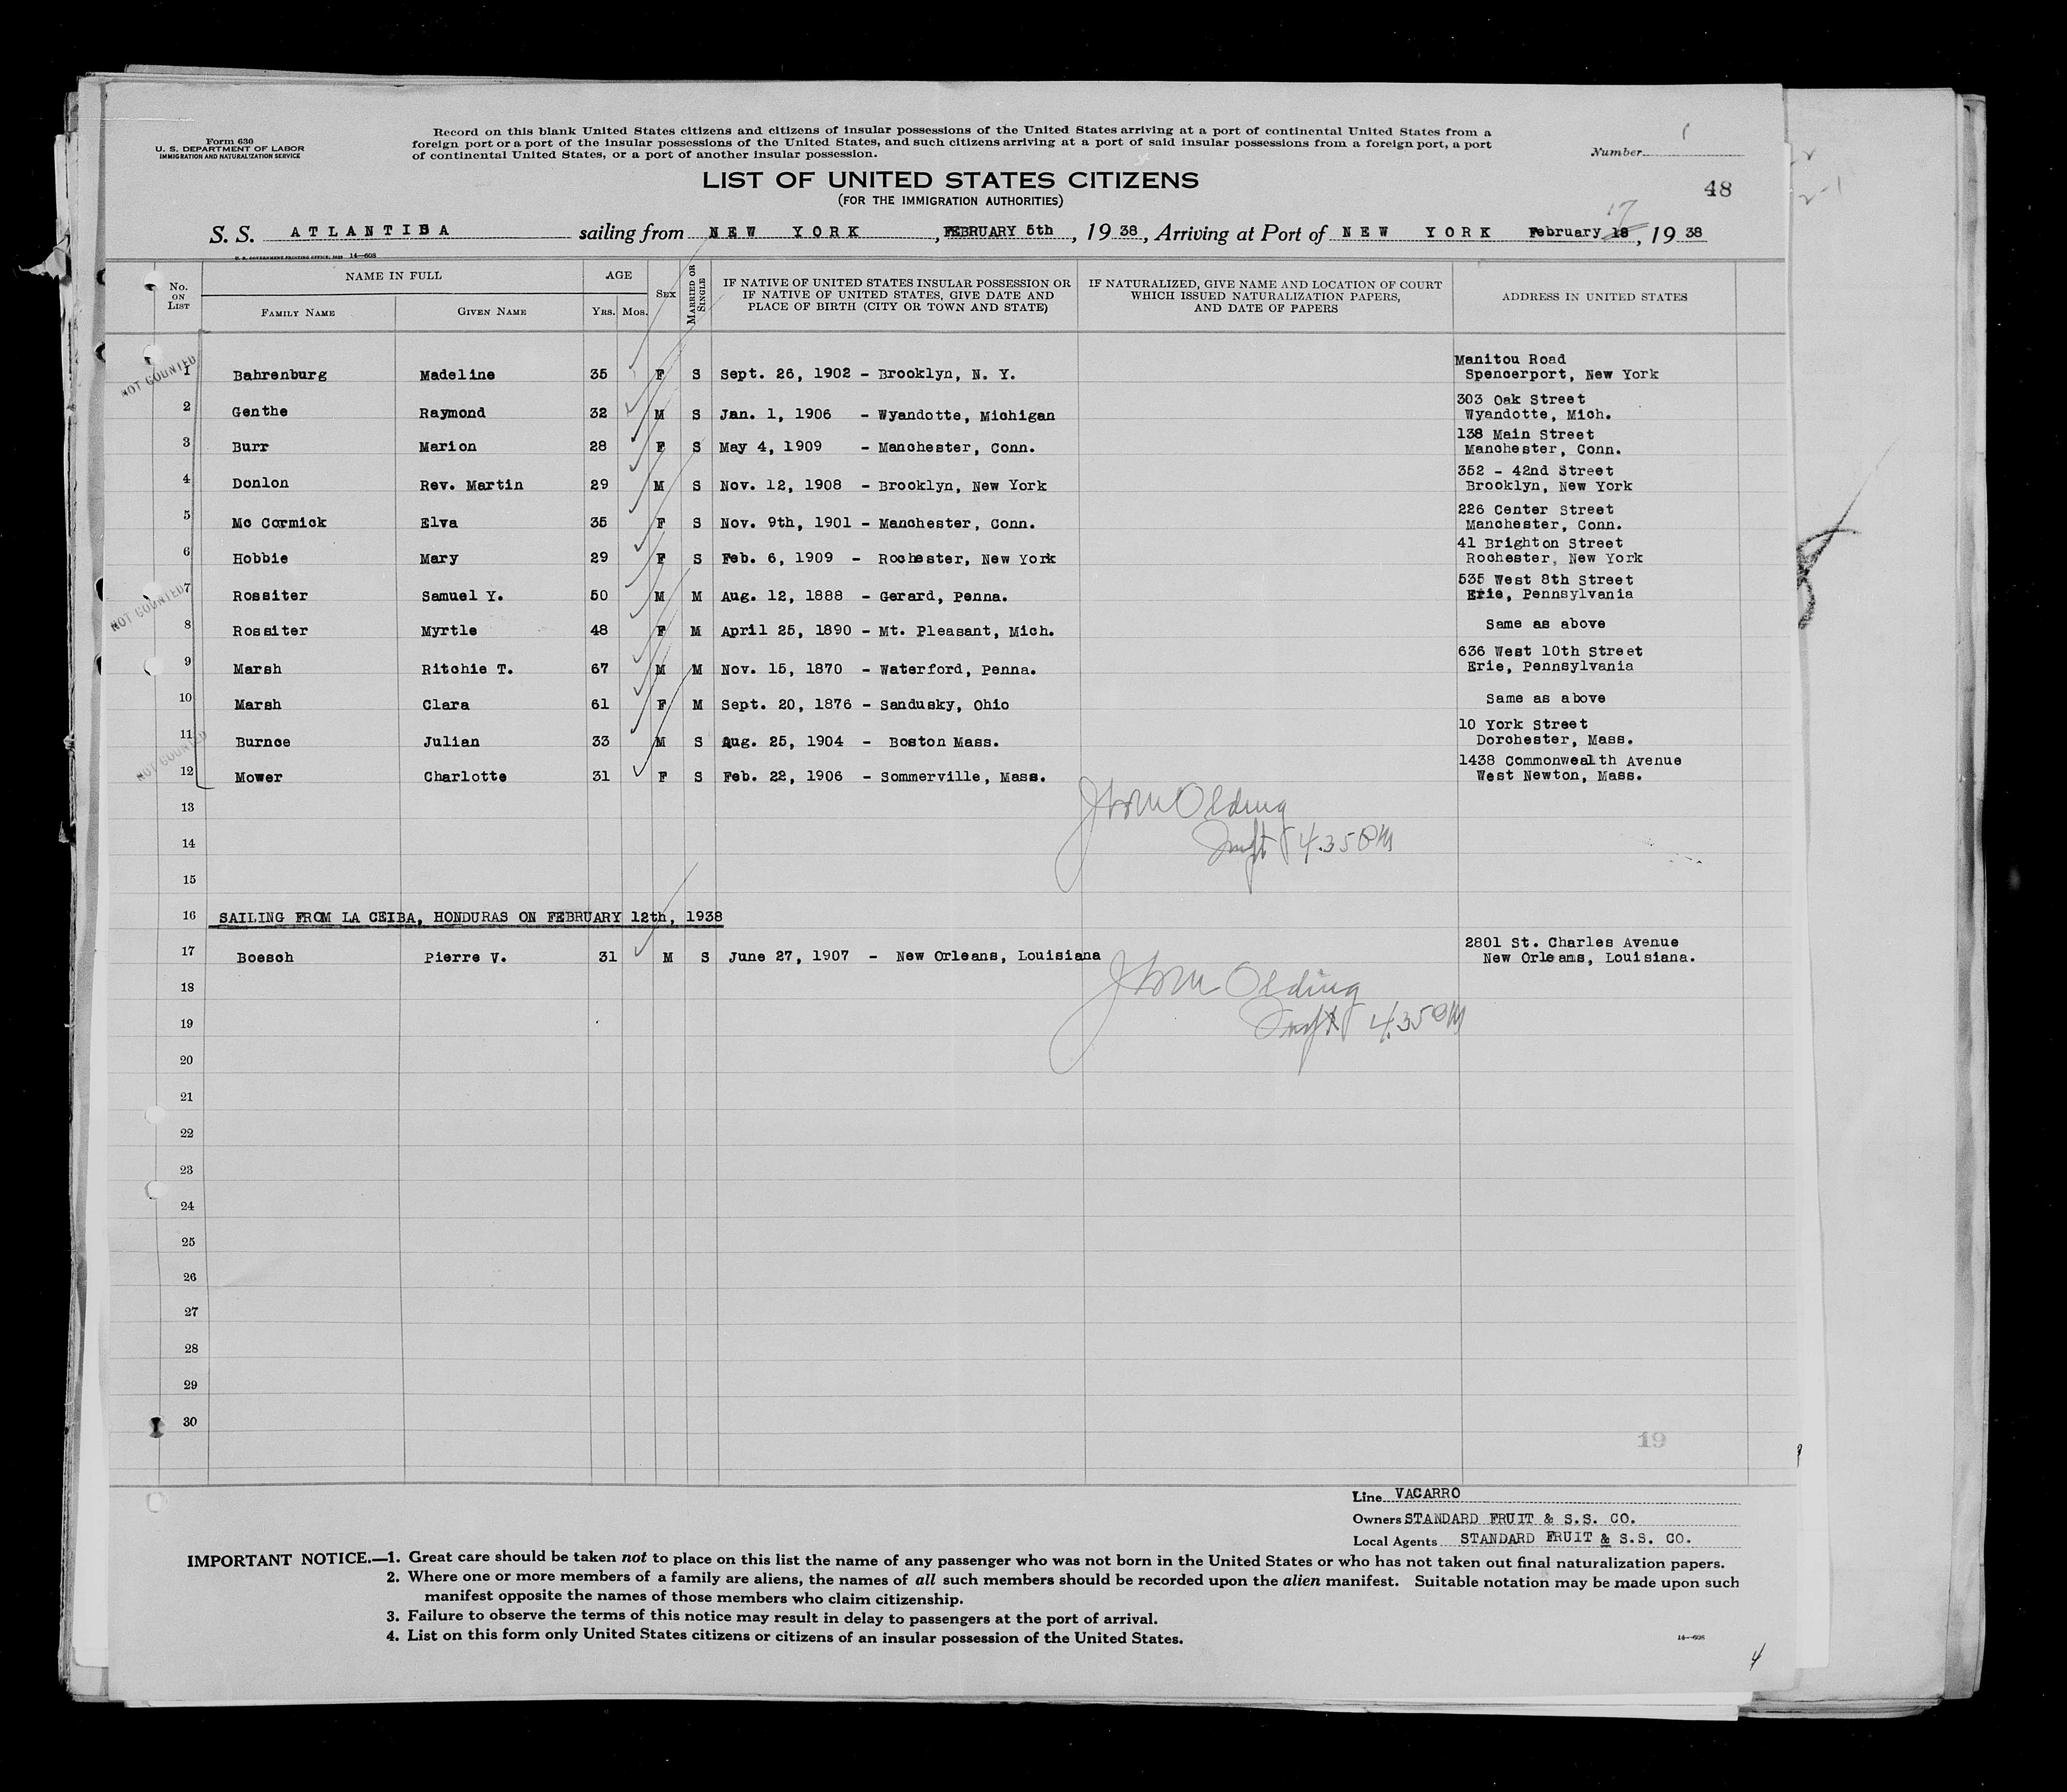 Form 630
U. S. DEPARTMENT OF LABOR
IMMIGRATION AND NATURALIZATION SERVICE
Record on this blank United States citizens and citizens of insular possessions of the United States arriving at a port of continental United States from a
foreign port or a port of the insular possessions of the United States, and such citizens arriving at a port of said insular possessions from a foreign port, a port
of continental United States, or a port of another insular possession.
Number 1
LIST OF UNITED STATES CITIZENS
(FOR THE IMMIGRATION AUTHORITIES)
48
17
S. S. ATLANTIDA sailing from NEW YORK, FEBRUARY 5th, 1938, Arriving at Port of NEW YORK February 18, 1938
U. S. GOVERNMENT PRINTING OFFICE, 1935 14—608
No. ON LIST NAME IN FULL AGE SEX MARRIED OR SINGLE IF NATIVE OF UNITED STATES INSULAR POSSESSION OR IF NATIVE OF UNITED STATES, GIVE DATE AND PLACE OF BIRTH (CITY OR TOWN AND STATE) IF NATURALIZED, GIVE NAME AND LOCATION OF COURT WHICH ISSUED NATURALIZATION PAPERS, AND DATE OF PAPERS ADDRESS IN UNITED STATES
FAMILY NAME GIVEN NAME YRS. MOS.
NOT COUNTED
1 Bahrenburg Madeline 35 F S Sept. 26, 1902 - Brooklyn, N. Y. Manitou Road Spencerport, New York
2 Genthe Raymond 32 M S Jan. 1, 1906 - Wyandotte, Michigan 303 Oak Street Wyandotte, Mich.
3 Burr Marion 28 F S May 4, 1909 - Manchester, Conn. 138 Main Street Manchester, Conn.
4 Donlon Rev. Martin 29 M S Nov. 12, 1908 - Brooklyn, New York 352 - 42nd Street Brooklyn, New York
5 Mc Cormick Elva 35 F S Nov. 9th, 1901 - Manchester, Conn. 226 Center Street Manchester, Conn.
6 Hobbie Mary 29 F S Feb. 6, 1909 - Rochester, New York 41 Brighton Street Rochester, New York
NOT COUNTED
7 Rossiter Samuel Y. 50 M M Aug. 12, 1888 - Gerard, Penna. 535 West 8th Street Erie, Pennsylvania
8 Rossiter Myrtle 48 F M April 25, 1890 - Mt. Pleasant, Mich. Same as above
9 Marsh Ritchie T. 67 M M Nov. 15, 1870 - Waterford, Penna. 636 West 10th Street Erie, Pennsylvania
10 Marsh Clara 61 F M Sept. 20, 1876 - Sandusky, Ohio Same as above
11 Burnce Julian 33 M S Aug. 25, 1904 - Boston Mass. 10 York Street Dorchester, Mass.
NOT COUNTED
12 Mower Charlotte 31 F S Feb. 22, 1906 - Sommerville, Mass. 1438 Commonwealth Avenue West Newton, Mass.
13 Olding
14 4.35 PM
15
16 SAILING FROM LA CEIBA, HONDURAS ON FEBRUARY 12th, 1938
17 Boesch Pierre V. 31 M S June 27, 1907 - New Orleans, Louisiana 2801 St. Charles Avenue New Orleans, Louisiana.
18 Olding
19 4.35 PM
20
21
22
23
24
25
26
27
28
29
30
19
Line VACARRO
Owners STANDARD FRUIT & S.S. CO.
Local Agents STANDARD FRUIT & S.S. CO.
IMPORTANT NOTICE.—1. Great care should be taken not to place on this list the name of any passenger who was not born in the United States or who has not taken out final naturalization papers.
2. Where one or more members of a family are aliens, the names of all such members should be recorded upon the alien manifest. Suitable notation may be made upon such
manifest opposite the names of those members who claim citizenship.
3. Failure to observe the terms of this notice may result in delay to passengers at the port of arrival.
4. List on this form only United States citizens or citizens of an insular possession of the United States.
14—608
4